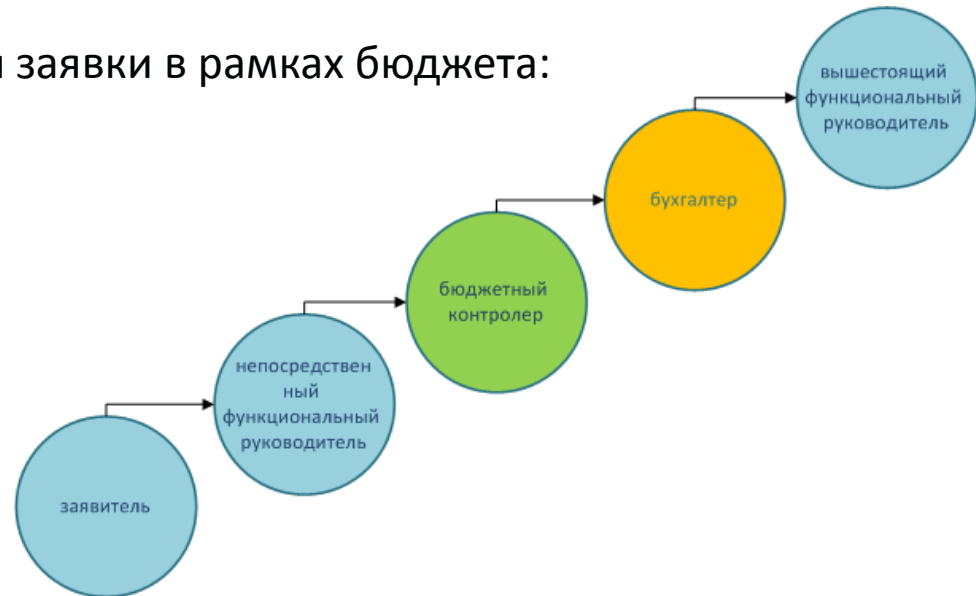 и заявки в рамках бюджета:
вышестоящий
функциональный
руководитель
бухгалтер
бюджетный
контролер
непосредствен
ный
функциональный
руководитель
заявитель